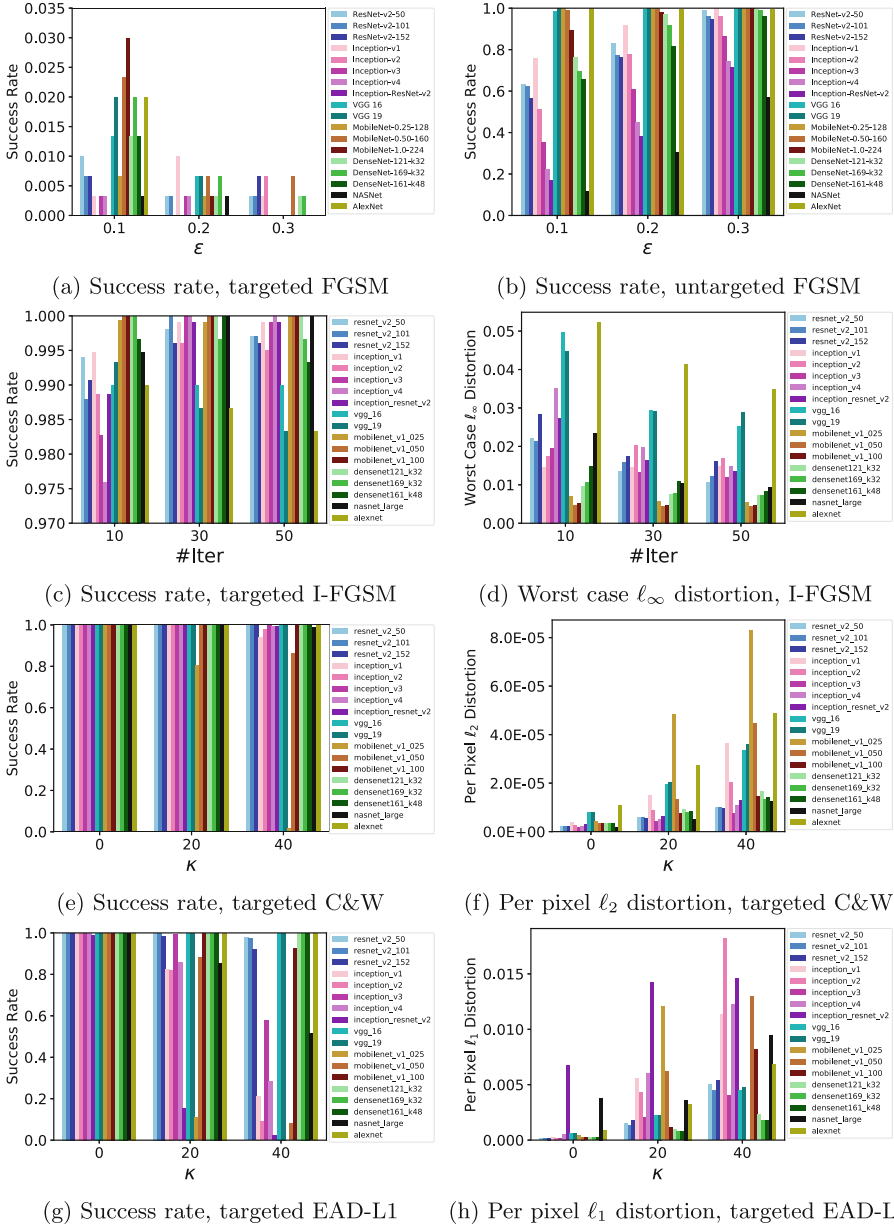 0.035
0.030
0.025
0.020
0.015
0.010
0.005
0.000
Success Rate
0.1
0.2
0.3
ε
ResNet-v2-50
ResNet-v2-101
ResNet-v2-152
Inception-v1
Inception-v2
Inception-v3
Inception-v4
Inception-ResNet-v2
VGG 16
VGG 19
MobileNet-0.25-128
MobileNet-0.50-160
MobileNet-1.0-224
DenseNet-121-k32
DenseNet-169-k32
DenseNet-161-k48
NASNet
AlexNet
(a) Success rate, targeted FGSM
1.0
0.8
0.6
0.4
0.2
0.0
Success Rate
0.1
0.2
0.3
ε
ResNet-v2-50
ResNet-v2-101
ResNet-v2-152
Inception-v1
Inception-v2
Inception-v3
Inception-v4
Inception-ResNet-v2
VGG 16
VGG 19
MobileNet-0.25-128
MobileNet-0.50-160
MobileNet-1.0-224
DenseNet-121-k32
DenseNet-169-k32
DenseNet-161-k48
NASNet
AlexNet
(b) Success rate, untargeted FGSM
1.000
0.995
0.990
0.985
0.980
0.975
0.970
Success Rate
10
30
50
#Iter
resnet_v2_50
resnet_v2_101
resnet_v2_152
inception_v1
inception_v2
inception_v3
inception_v4
inception_resnet_v2
vgg_16
vgg_19
mobilenet_v1_025
mobilenet_v1_050
mobilenet_v1_100
densenet121_k32
densenet169_k32
densenet161_k48
nasnet_large
alexnet
(c) Success rate, targeted I-FGSM
0.05
0.04
0.03
0.02
0.01
0.00
Worst Case ℓ∞ Distortion
10
30
50
#Iter
resnet_v2_50
resnet_v2_101
resnet_v2_152
inception_v1
inception_v2
inception_v3
inception_v4
inception_resnet_v2
vgg_16
vgg_19
mobilenet_v1_025
mobilenet_v1_050
mobilenet_v1_100
densenet121_k32
densenet169_k32
densenet161_k48
nasnet_large
alexnet
(d) Worst case ℓ∞ distortion, I-FGSM
1.0
0.8
0.6
0.4
0.2
0.0
Success Rate
0
20
40
κ
resnet_v2_50
resnet_v2_101
resnet_v2_152
inception_v1
inception_v2
inception_v3
inception_v4
inception_resnet_v2
vgg_16
vgg_19
mobilenet_v1_025
mobilenet_v1_050
mobilenet_v1_100
densenet121_k32
densenet169_k32
densenet161_k48
nasnet_large
alexnet
(e) Success rate, targeted C&W
8.0E-05
6.0E-05
4.0E-05
2.0E-05
0.0E+00
Per Pixel ℓ2 Distortion
0
20
40
κ
resnet_v2_50
resnet_v2_101
resnet_v2_152
inception_v1
inception_v2
inception_v3
inception_v4
inception_resnet_v2
vgg_16
vgg_19
mobilenet_v1_025
mobilenet_v1_050
mobilenet_v1_100
densenet121_k32
densenet169_k32
densenet161_k48
nasnet_large
alexnet
(f) Per pixel ℓ2 distortion, targeted C&W
1.0
0.8
0.6
0.4
0.2
0.0
Success Rate
0
20
40
κ
resnet_v2_50
resnet_v2_101
resnet_v2_152
inception_v1
inception_v2
inception_v3
inception_v4
inception_resnet_v2
vgg_16
vgg_19
mobilenet_v1_025
mobilenet_v1_050
mobilenet_v1_100
densenet121_k32
densenet169_k32
densenet161_k48
nasnet_large
alexnet
(g) Success rate, targeted EAD-L1
0.015
0.010
0.005
0.000
Per Pixel ℓ1 Distortion
0
20
40
κ
resnet_v2_50
resnet_v2_101
resnet_v2_152
inception_v1
inception_v2
inception_v3
inception_v4
inception_resnet_v2
vgg_16
vgg_19
mobilenet_v1_025
mobilenet_v1_050
mobilenet_v1_100
densenet121_k32
densenet169_k32
densenet161_k48
nasnet_large
alexnet
(h) Per pixel ℓ1 distortion, targeted EAD-L